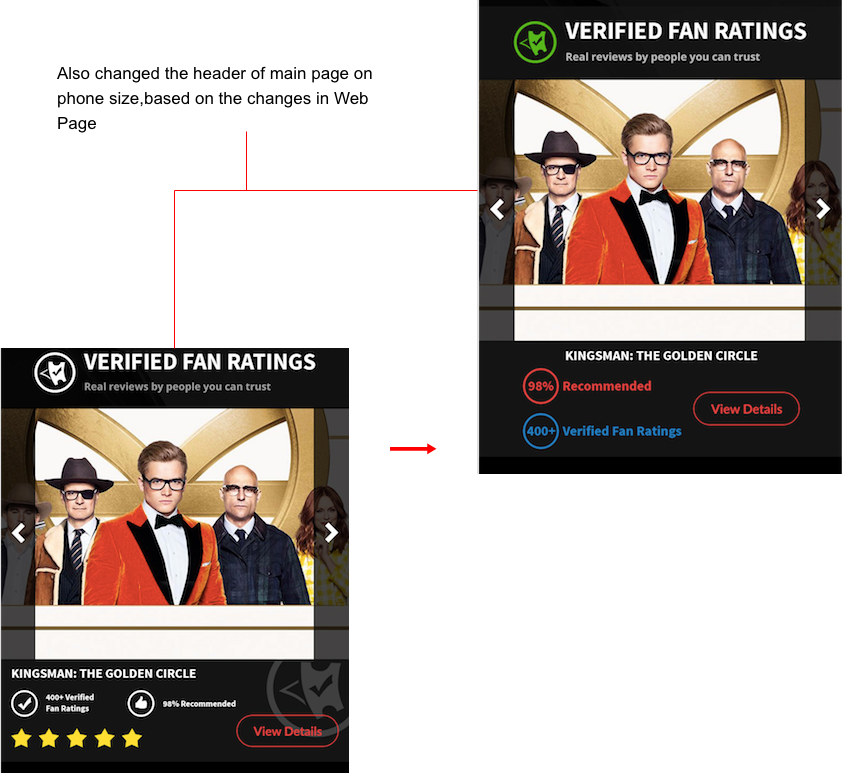 Also changed the header of main page on
phone size,based on the changes in Web
Page
VERIFIED FAN RATINGS
Real reviews by people you can trust
KINGSMAN: THE GOLDEN CIRCLE
98% Recommended
View Details
400+ Verified Fan Ratings
VERIFIED FAN RATINGS
Real reviews by people you can trust
KINGSMAN: THE GOLDEN CIRCLE
400+ Verified
Fan Ratings
98% Recommended
View Details